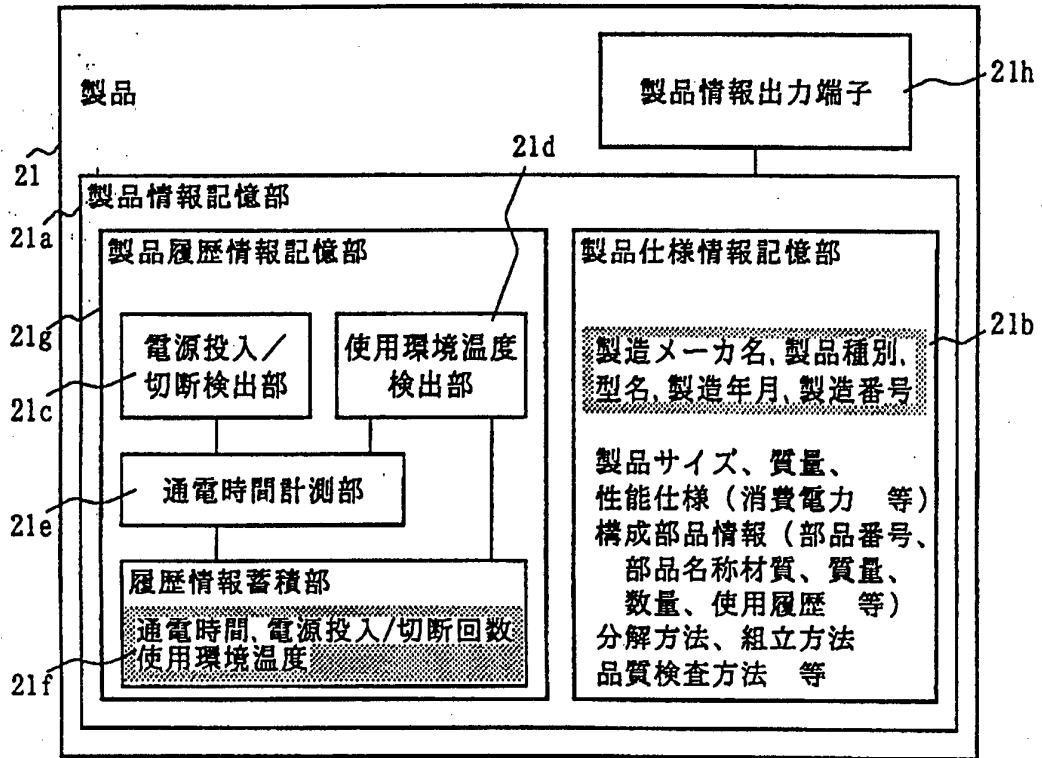 製品
製品情報出力端子
21h
21
21d
製品情報記憶部
21a
製品履歴情報記憶部
21g
電源投入／
切断検出部
21c
使用環境温度
検出部
通電時間計測部
21e
履歴情報蓄積部
通電時間、電源投入/切断回数
使用環境温度
21f
製品仕様情報記憶部
21b
製造メーカ名、製品種別、
型名、製造年月、製造番号
製品サイズ、質量、
性能仕様（消費電力　等）
構成部品情報（部品番号、
部品名称材質、質量、
数量、使用履歴　等）
分解方法、組立方法
品質検査方法　等